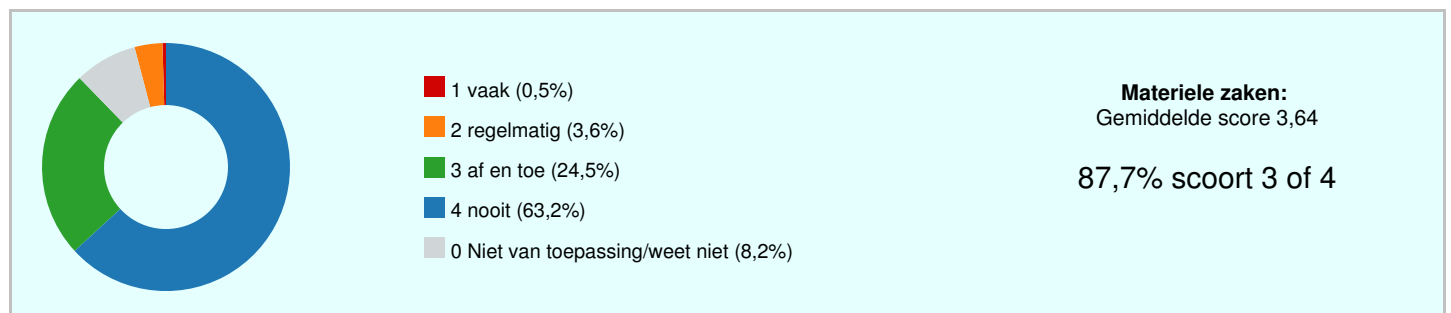 1 vaak (0,5%)
2 regelmatig (3,6%)
3 af en toe (24,5%)
4 nooit (63,2%)
0 Niet van toepassing/weet niet (8,2%)
Materiele zaken:
Gemiddelde score 3,64
87,7% scoort 3 of 4